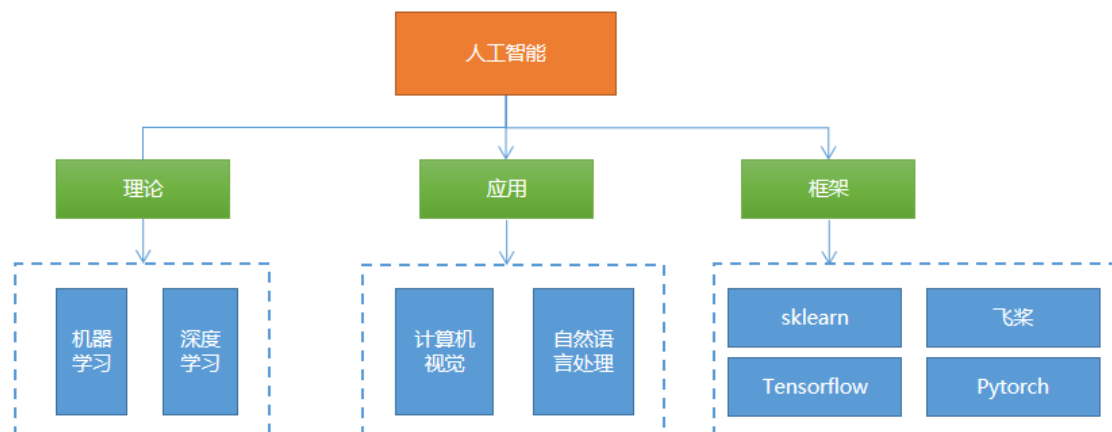 人工智能
理论
应用
框架
机器
学习
深度
学习
计算机
视觉
自然语
言处理
sklearn
飞桨
Tensorflow
Pytorch